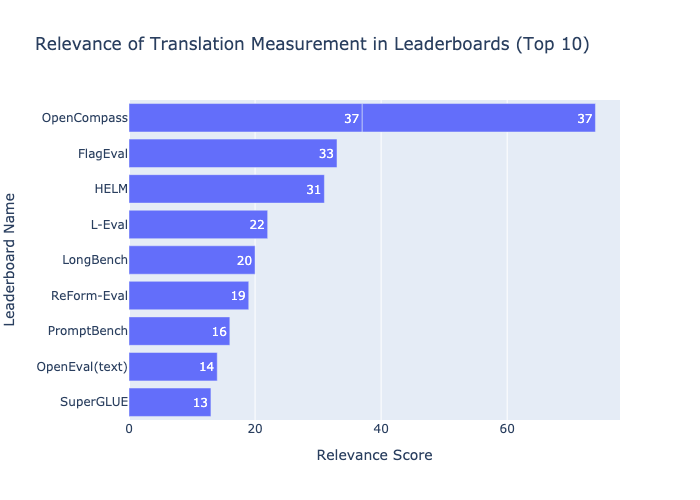 Relevance of Translation Measurement in Leaderboards (Top 10)
Leaderboard Name
OpenCompass 37 37
FlagEval 33
HELM 31
L-Eval 22
LongBench 20
ReForm-Eval 19
PromptBench 16
OpenEval(text) 14
SuperGLUE 13
0 20 40 60
Relevance Score